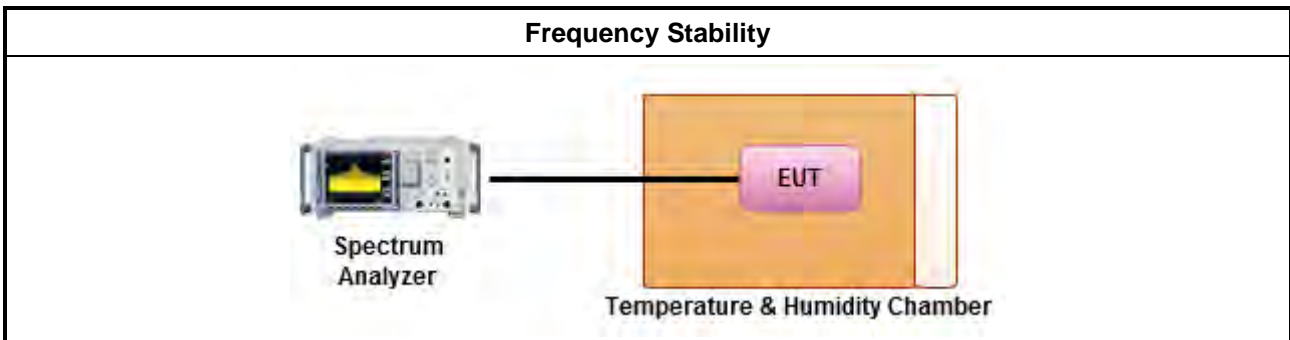 Frequency Stability
EUT
Spectrum
Analyzer
Temperature & Humidity Chamber